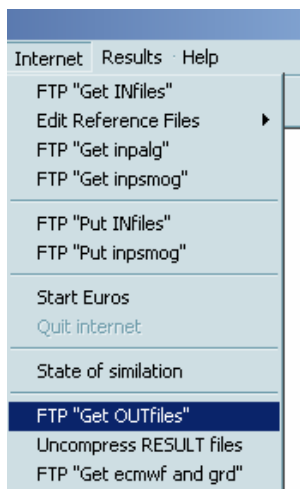 Internet Results Help
FTP "Get INfiles"
Edit Reference Files
FTP "Get inpalg"
FTP "Get inpsmog"
FTP "Put INfiles"
FTP "Put inpsmog"
Start Euros
Quit internet
State of similation
FTP "Get OUTfiles"
Uncompress RESULT files
FTP "Get ecmwf and grd"